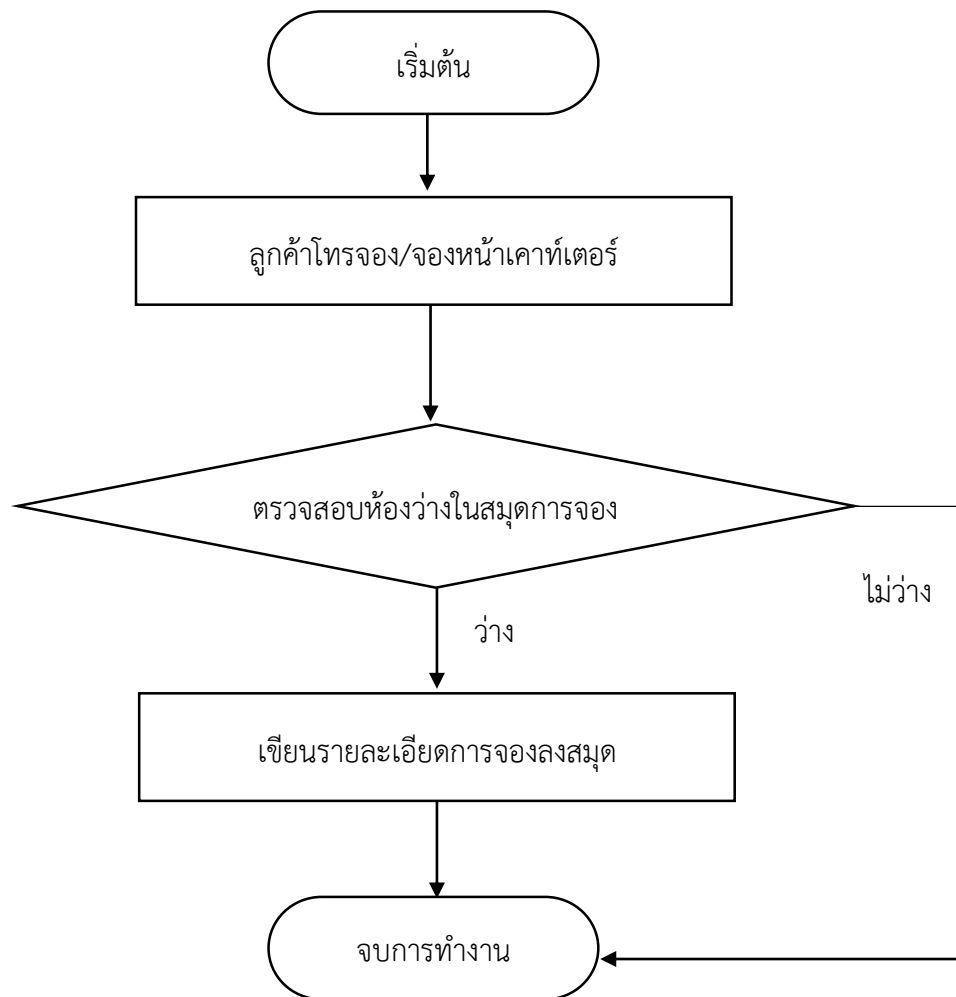 เริ่มต้น
ลูกค้าโทรจอง/จองหน้าเคาท์เตอร์
ตรวจสอบห้องว่างในสมุดการจอง
ไม่ว่าง
ว่าง
เขียนรายละเอียดการจองลงสมุด
จบการทำงาน